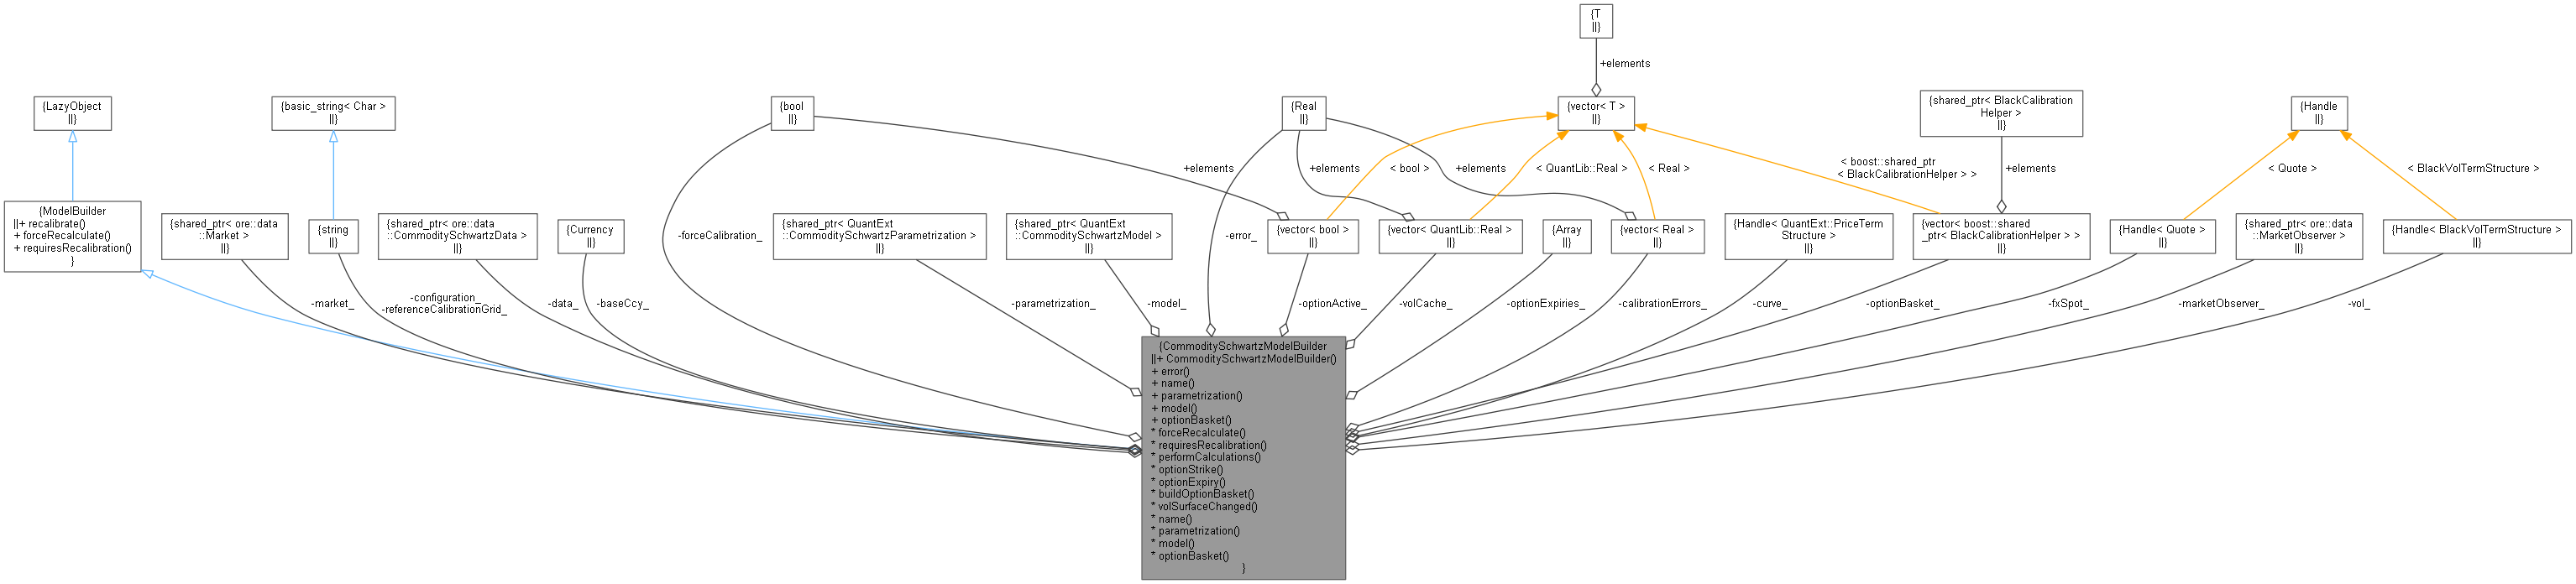 {T
||}
+elements
{LazyObject
||}
{basic_string< Char >
||}
{bool
||}
{Real
||}
{vector< T >
||}
{shared_ptr< BlackCalibration
Helper >
||}
{Handle
||}
+elements
+elements
+elements
< bool >
< QuantLib::Real >
< Real >
< boost::shared_ptr
< BlackCalibrationHelper > >
+elements
< Quote >
< BlackVolTermStructure >
{ModelBuilder
||+ recalibrate()
+ forceRecalculate()
+ requiresRecalibration()
}
{shared_ptr< ore::data
::Market >
||}
{string
||}
{shared_ptr< ore::data
::CommoditySchwartzData >
||}
{Currency
||}
-forceCalibration_
{shared_ptr< QuantExt
::CommoditySchwartzParametrization >
||}
{shared_ptr< QuantExt
::CommoditySchwartzModel >
||}
-error_
{vector< bool >
||}
{vector< QuantLib::Real >
||}
{Array
||}
{vector< Real >
||}
{Handle< QuantExt::PriceTerm
Structure >
||}
{vector< boost::shared
_ptr< BlackCalibrationHelper > >
||}
{Handle< Quote >
||}
{shared_ptr< ore::data
::MarketObserver >
||}
{Handle< BlackVolTermStructure >
||}
-market_
-configuration_
-referenceCalibrationGrid_
-data_
-baseCcy_
-parametrization_
-model_
-optionActive_
-volCache_
-optionExpiries_
-calibrationErrors_
-curve_
-optionBasket_
-fxSpot_
-marketObserver_
-vol_
{CommoditySchwartzModelBuilder
||+ CommoditySchwartzModelBuilder()
+ error()
+ name()
+ parametrization()
+ model()
+ optionBasket()
* forceRecalculate()
* requiresRecalibration()
* performCalculations()
* optionStrike()
* optionExpiry()
* buildOptionBasket()
* volSurfaceChanged()
* name()
* parametrization()
* model()
* optionBasket()
}